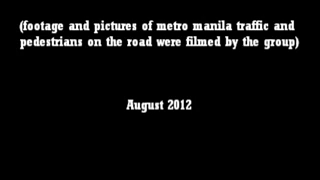 (footage and pictures of metro manila traffic and
pedestrians on the road were filmed by the group)
August 2012